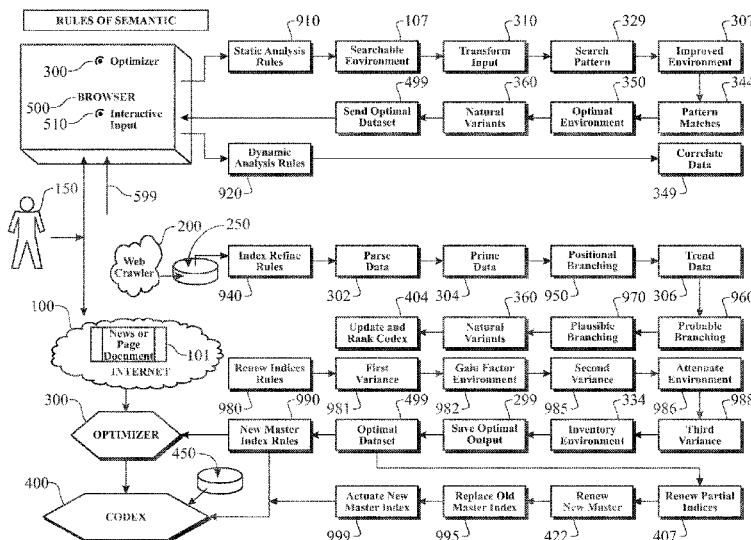 RULES OF SEMANTIC
910 107 310 329 307
300 Optimizer
Static Analysis Rules
Searchable Environment
Transform Input
Search Pattern
Improved Environment
500 BROWSER
510 Interactive Input
499 360 350 344
Send Optimal Dataset
Natural Variants
Optimal Environment
Pattern Matches
Dynamic Analysis Rules
Correlate Data
920 349
150 599
200 250
Web Crawler
Index Refine Rules
Parse Data
Prime Data
Positional Branching
Trend Data
940 302 304 950 306
404 360 970 960
100
News or Page Document
101
INTERNET
Update and Rank Codex
Natural Variants
Plausible Branching
Probable Branching
Renew Indices Rules
First Variance
Gain Factor Environment
Second Variance
Attenuate Environment
980 981 982 985 986
990 499 299 334 988
300
OPTIMIZER
New Master Index Rules
Optimal Dataset
Save Optimal Output
Inventory Environment
Third Variance
450
400
CODEX
Actuate New Master Index
Replace Old Master Index
Renew New Master
Renew Partial Indices
999 995 422 407